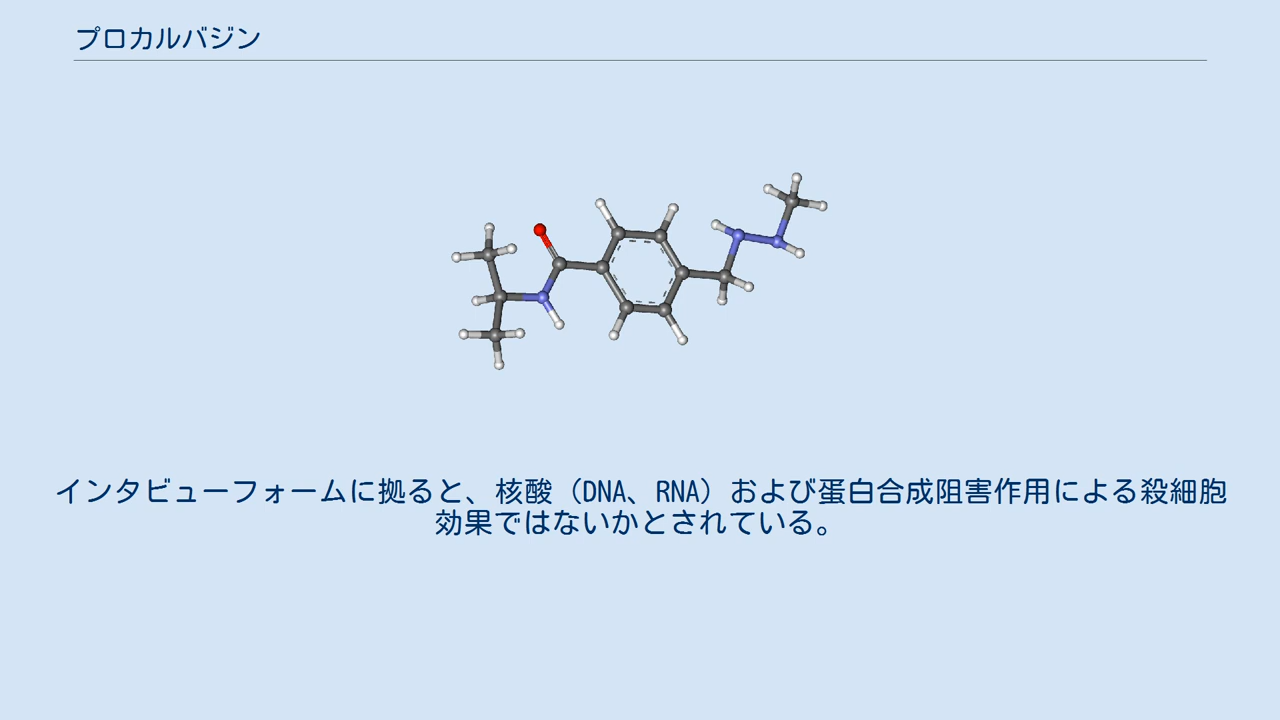 プロカルバジン
インタビューフォームに拠ると、核酸（DNA、RNA）および蛋白合成阻害作用による殺細胞
効果ではないかとされている。